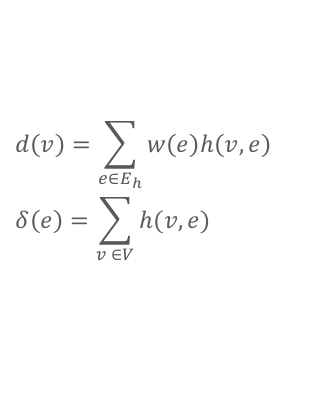 d(v) = ∑_{e∈E_h} w(e)h(v,e)
δ(e) = ∑_{v ∈V} h(v,e)